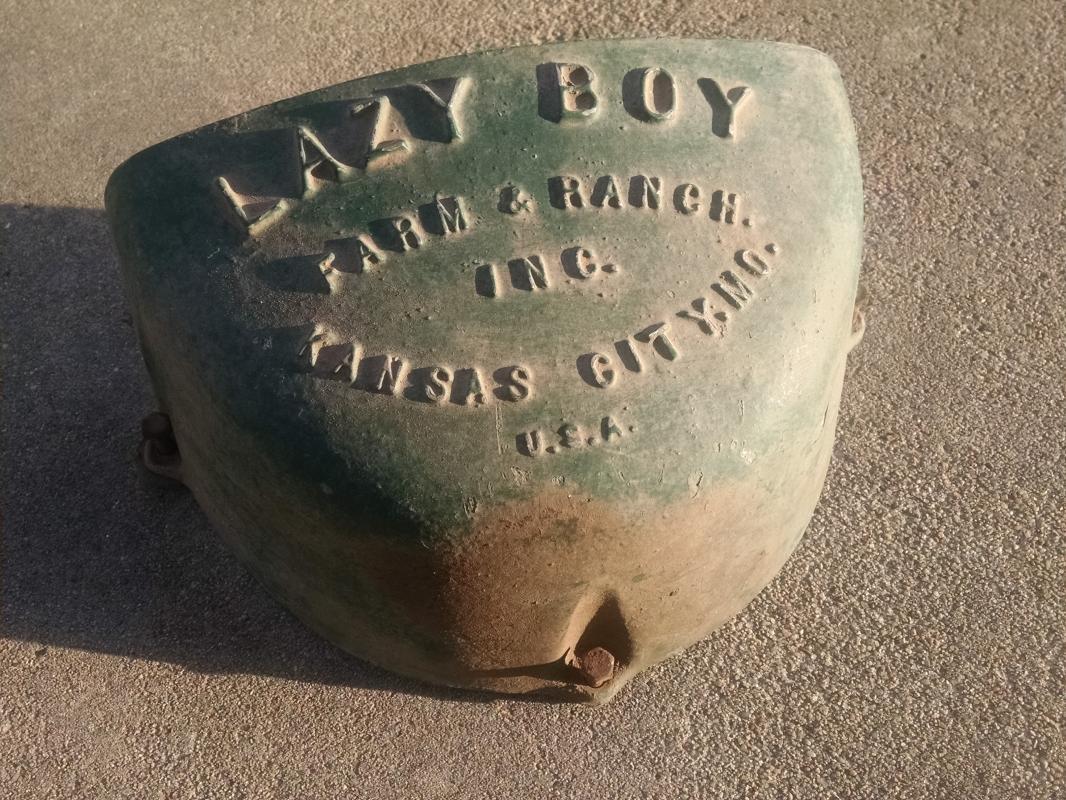 LAZY BOY
FARM & RANCH.
INC.
KANSAS CITY.MO.
U.S.A.